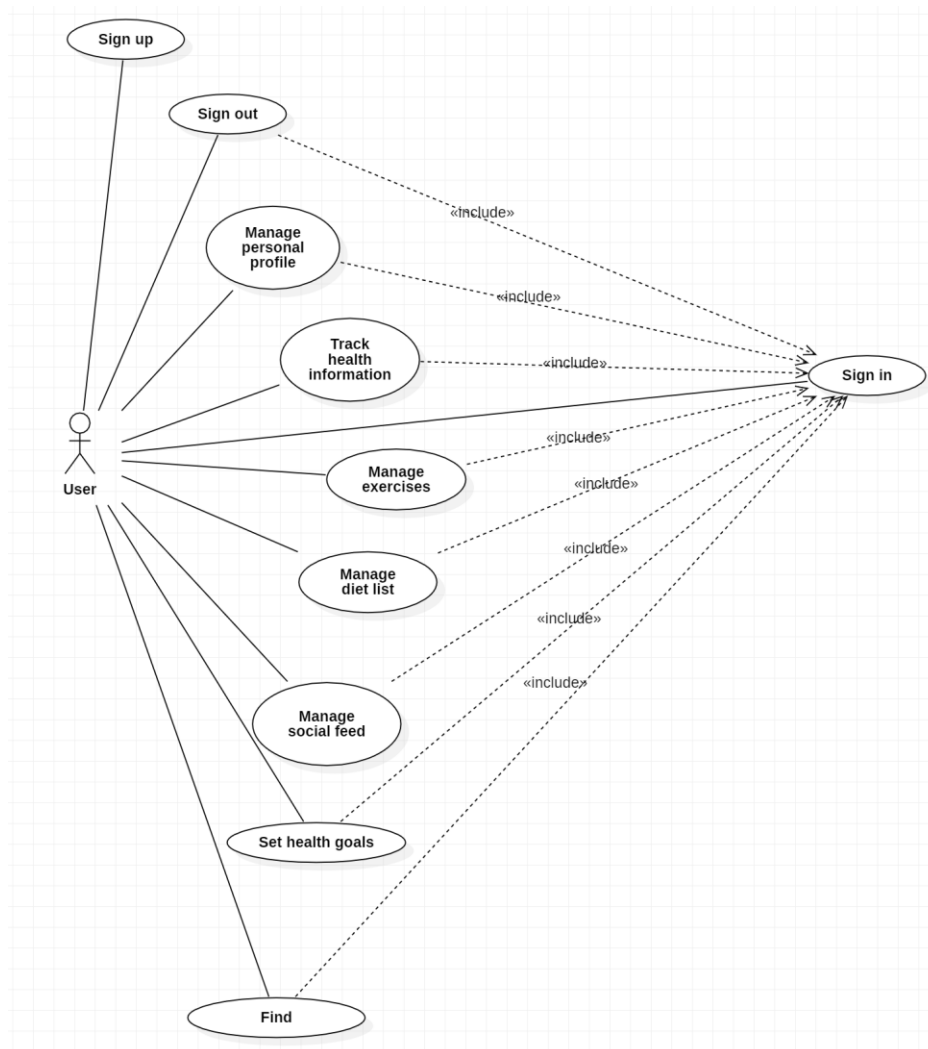 Sign up
Sign out
«include»
Manage
personal
profile
«include»
Track
health
information
«include»
Sign in
«include»
Manage
exercises
«include»
User
«include»
Manage
diet list
«include»
«include»
Manage
social feed
Set health goals
Find